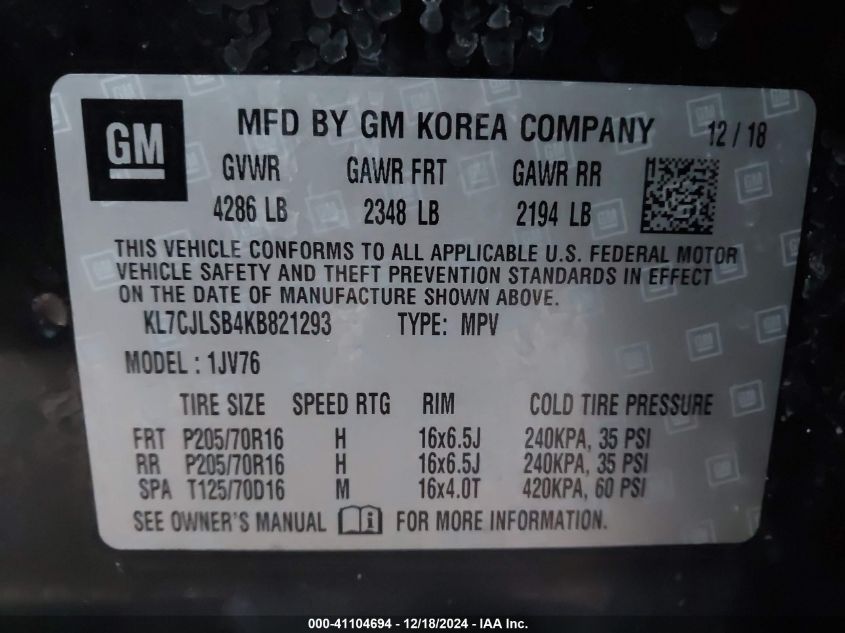 GM MFD BY GM KOREA COMPANY 12 / 18
GVWR GAWR FRT GAWR RR
4286 LB 2348 LB 2194 LB
THIS VEHICLE CONFORMS TO ALL APPLICABLE U.S. FEDERAL MOTOR
VEHICLE SAFETY AND THEFT PREVENTION STANDARDS IN EFFECT
ON THE DATE OF MANUFACTURE SHOWN ABOVE.
KL7CJLSB4KB821293 TYPE: MPV
MODEL : 1JV76
TIRE SIZE SPEED RTG RIM COLD TIRE PRESSURE
FRT P205/70R16 H 16x6.5J 240KPA, 35 PSI
RR P205/70R16 H 16x6.5J 240KPA, 35 PSI
SPA T125/70D16 M 16x4.0T 420KPA, 60 PSI
SEE OWNER'S MANUAL FOR MORE INFORMATION.
000-41104694 - 12/18/2024 - IAA Inc.